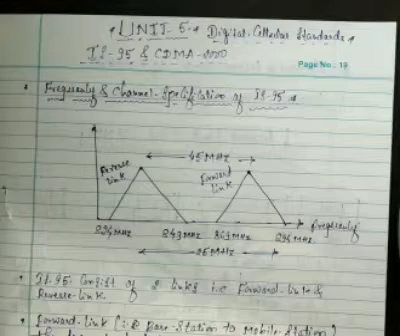 UNIT 5. Digital Cellular Standards.
IS-95 & CDMA-2000
Page No.: 19
Frequency & Channel Specification of IS-95.
45MHz
Reverse link
Forward link
824MHz 849MHz 869MHz 894MHz frequency
25MHz
IS-95 Consist of 2 links i.e Forward-link &
Reverse-link.
Forward-link (i.e Base-Station to Mobile-Station)